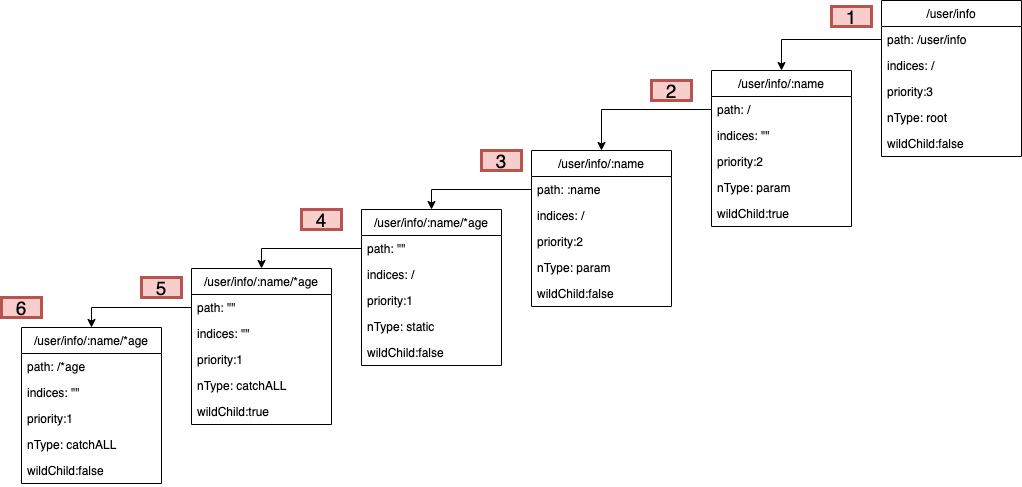 1
/user/info
path: /user/info
indices: /
priority:3
nType: root
wildChild:false
2
/user/info/:name
path: /
indices: ""
priority:2
nType: param
wildChild:true
3
/user/info/:name
path: :name
indices: /
priority:2
nType: param
wildChild:false
4
/user/info/:name/*age
path: ""
indices: /
priority:1
nType: static
wildChild:false
5
/user/info/:name/*age
path: ""
indices: ""
priority:1
nType: catchALL
wildChild:true
6
/user/info/:name/*age
path: /*age
indices: ""
priority:1
nType: catchALL
wildChild:false